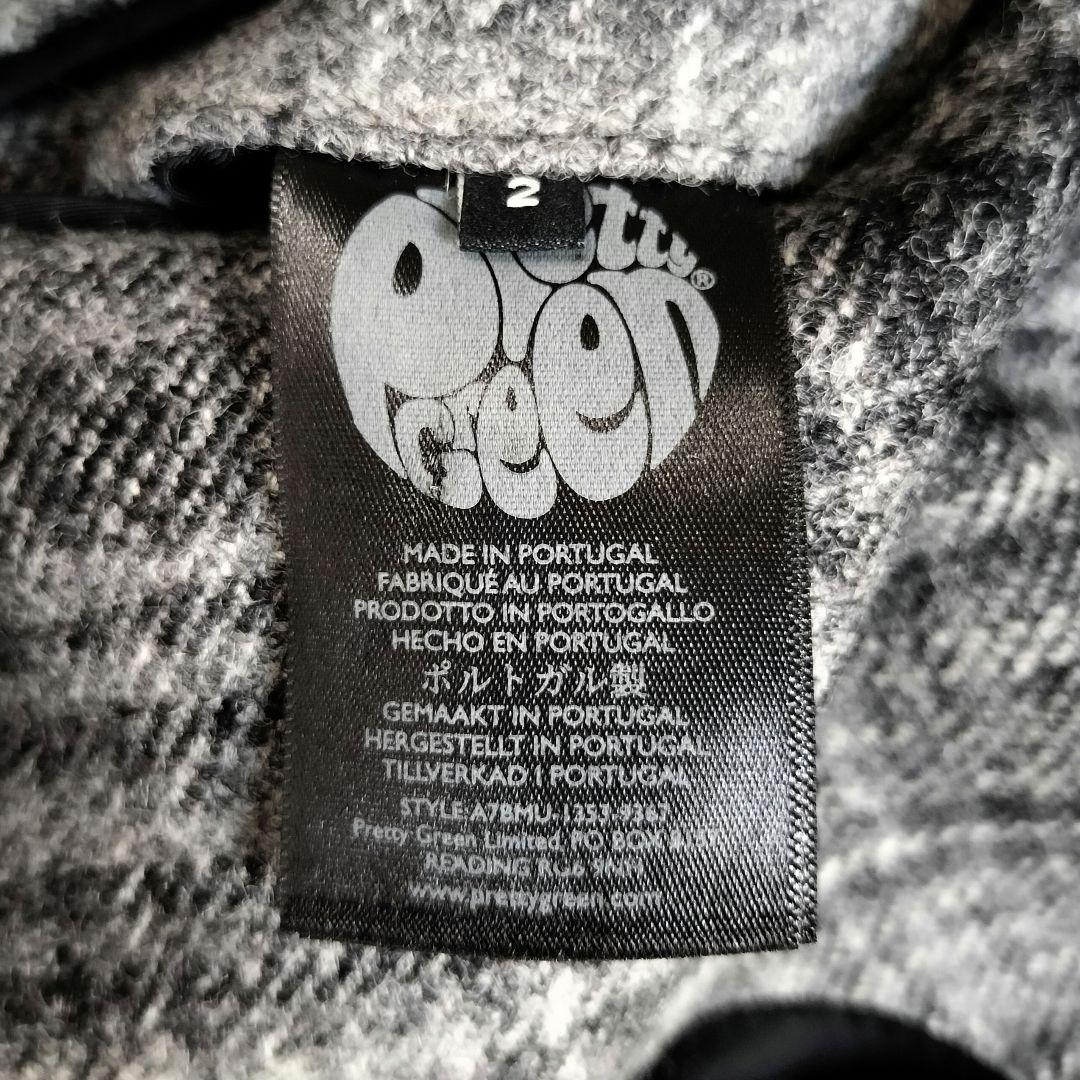 2
Pretty
Green®
MADE IN PORTUGAL
FABRIQUÉ AU PORTUGAL
PRODOTTO IN PORTOGALLO
HECHO EN PORTUGAL
ポルトガル製
GEMAAKT IN PORTUGAL
HERGESTELLT IN PORTUGAL
TILLVERKAD I PORTUGAL
STYLE:
Pretty Green Limited, PO BOX
READING
www.prettygreen.com